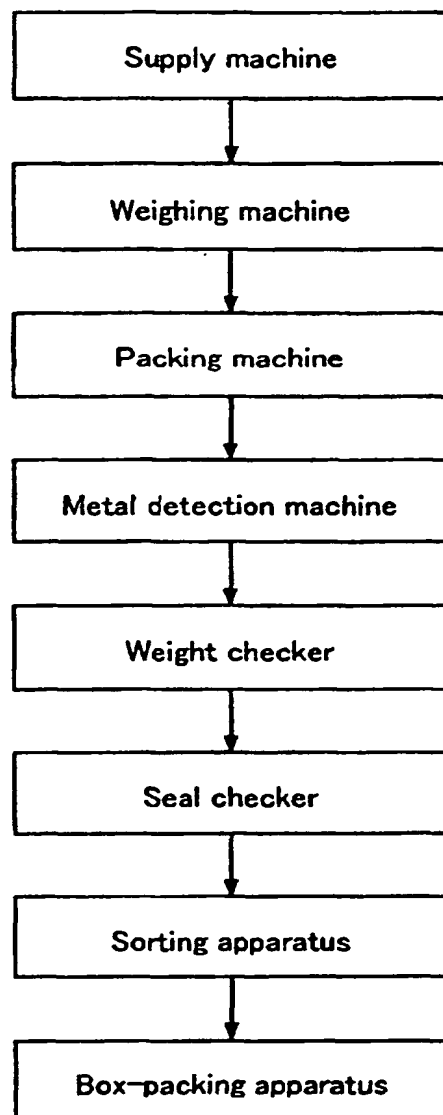 Supply machine
Weighing machine
Packing machine
Metal detection machine
Weight checker
Seal checker
Sorting apparatus
Box-packing apparatus